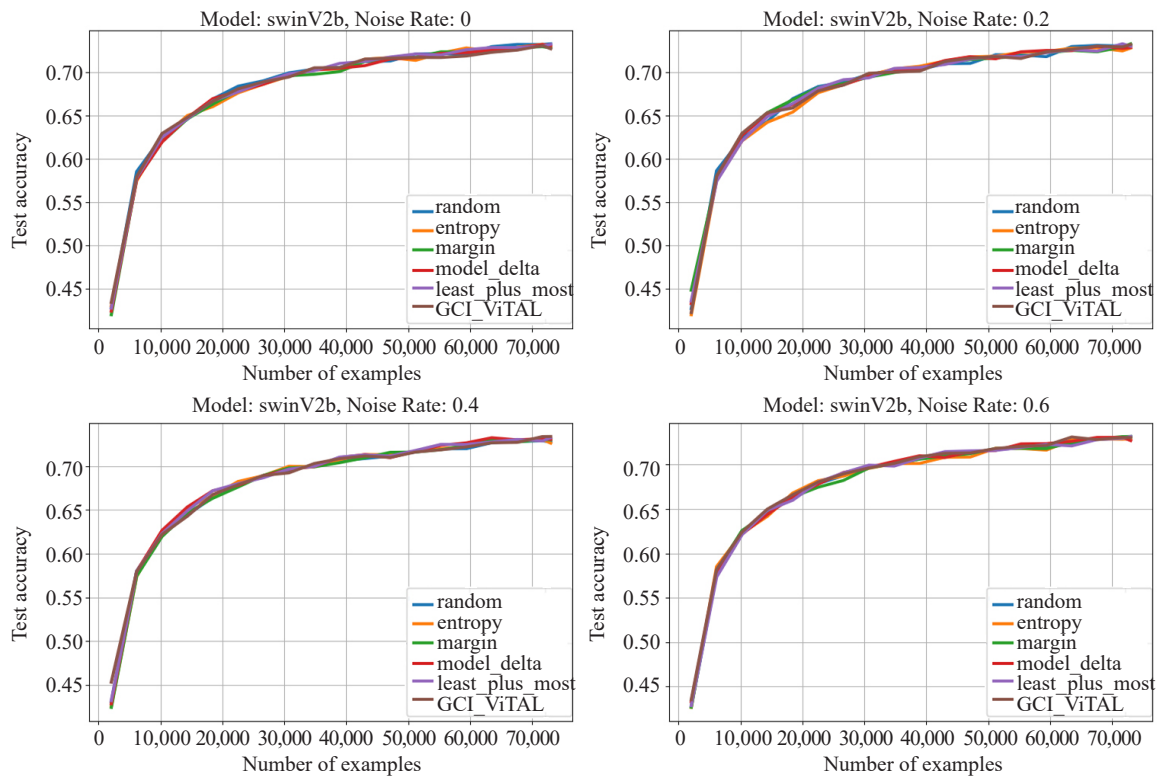 Model: swinV2b, Noise Rate: 0
Test accuracy
0.70
0.65
0.60
0.55
0.50
0.45
random
entropy
margin
model_delta
least_plus_most
GCI_ViTAL
0 10,000 20,000 30,000 40,000 50,000 60,000 70,000
Number of examples
Model: swinV2b, Noise Rate: 0.2
Test accuracy
0.70
0.65
0.60
0.55
0.50
0.45
random
entropy
margin
model_delta
least_plus_most
GCI_ViTAL
0 10,000 20,000 30,000 40,000 50,000 60,000 70,000
Number of examples
Model: swinV2b, Noise Rate: 0.4
Test accuracy
0.70
0.65
0.60
0.55
0.50
0.45
random
entropy
margin
model_delta
least_plus_most
GCI_ViTAL
0 10,000 20,000 30,000 40,000 50,000 60,000 70,000
Number of examples
Model: swinV2b, Noise Rate: 0.6
Test accuracy
0.70
0.65
0.60
0.55
0.50
0.45
random
entropy
margin
model_delta
least_plus_most
GCI_ViTAL
0 10,000 20,000 30,000 40,000 50,000 60,000 70,000
Number of examples